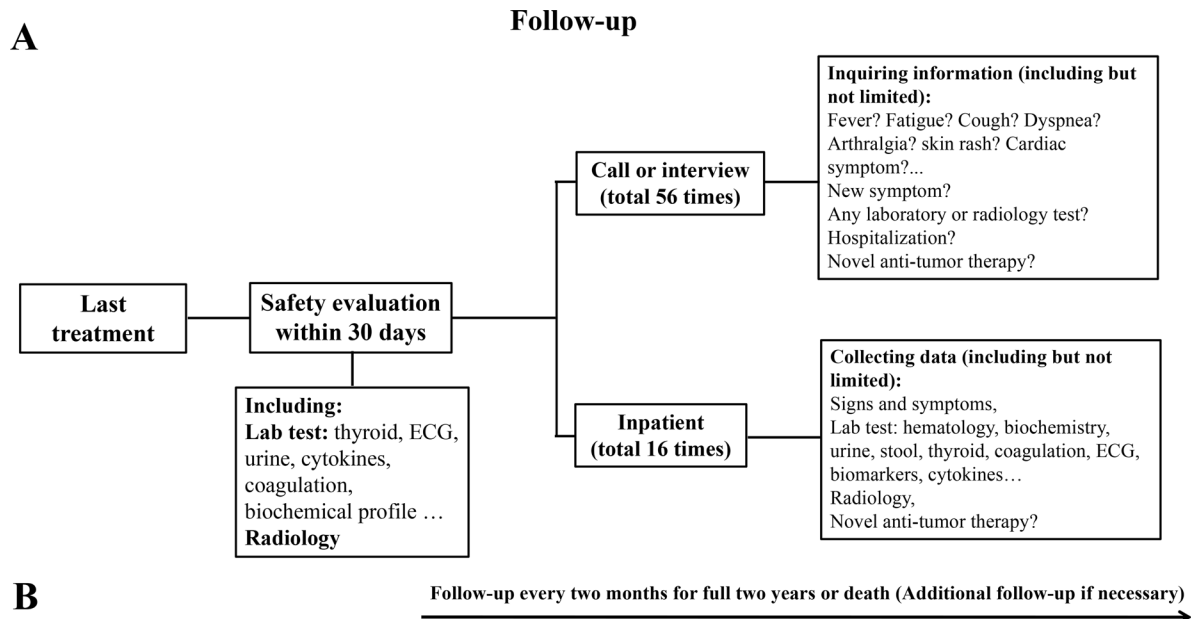 Follow-up
A
Inquiring information (including but
not limited):
Fever? Fatigue? Cough? Dyspnea?
Arthralgia? skin rash? Cardiac
symptom?...
New symptom?
Any laboratory or radiology test?
Hospitalization?
Novel anti-tumor therapy?
Call or interview
(total 56 times)
Last
treatment
Safety evaluation
within 30 days
Including:
Lab test: thyroid, ECG,
urine, cytokines,
coagulation,
biochemical profile …
Radiology
Inpatient
(total 16 times)
Collecting data (including but not
limited):
Signs and symptoms,
Lab test: hematology, biochemistry,
urine, stool, thyroid, coagulation, ECG,
biomarkers, cytokines…
Radiology,
Novel anti-tumor therapy?
B
Follow-up every two months for full two years or death (Additional follow-up if necessary)